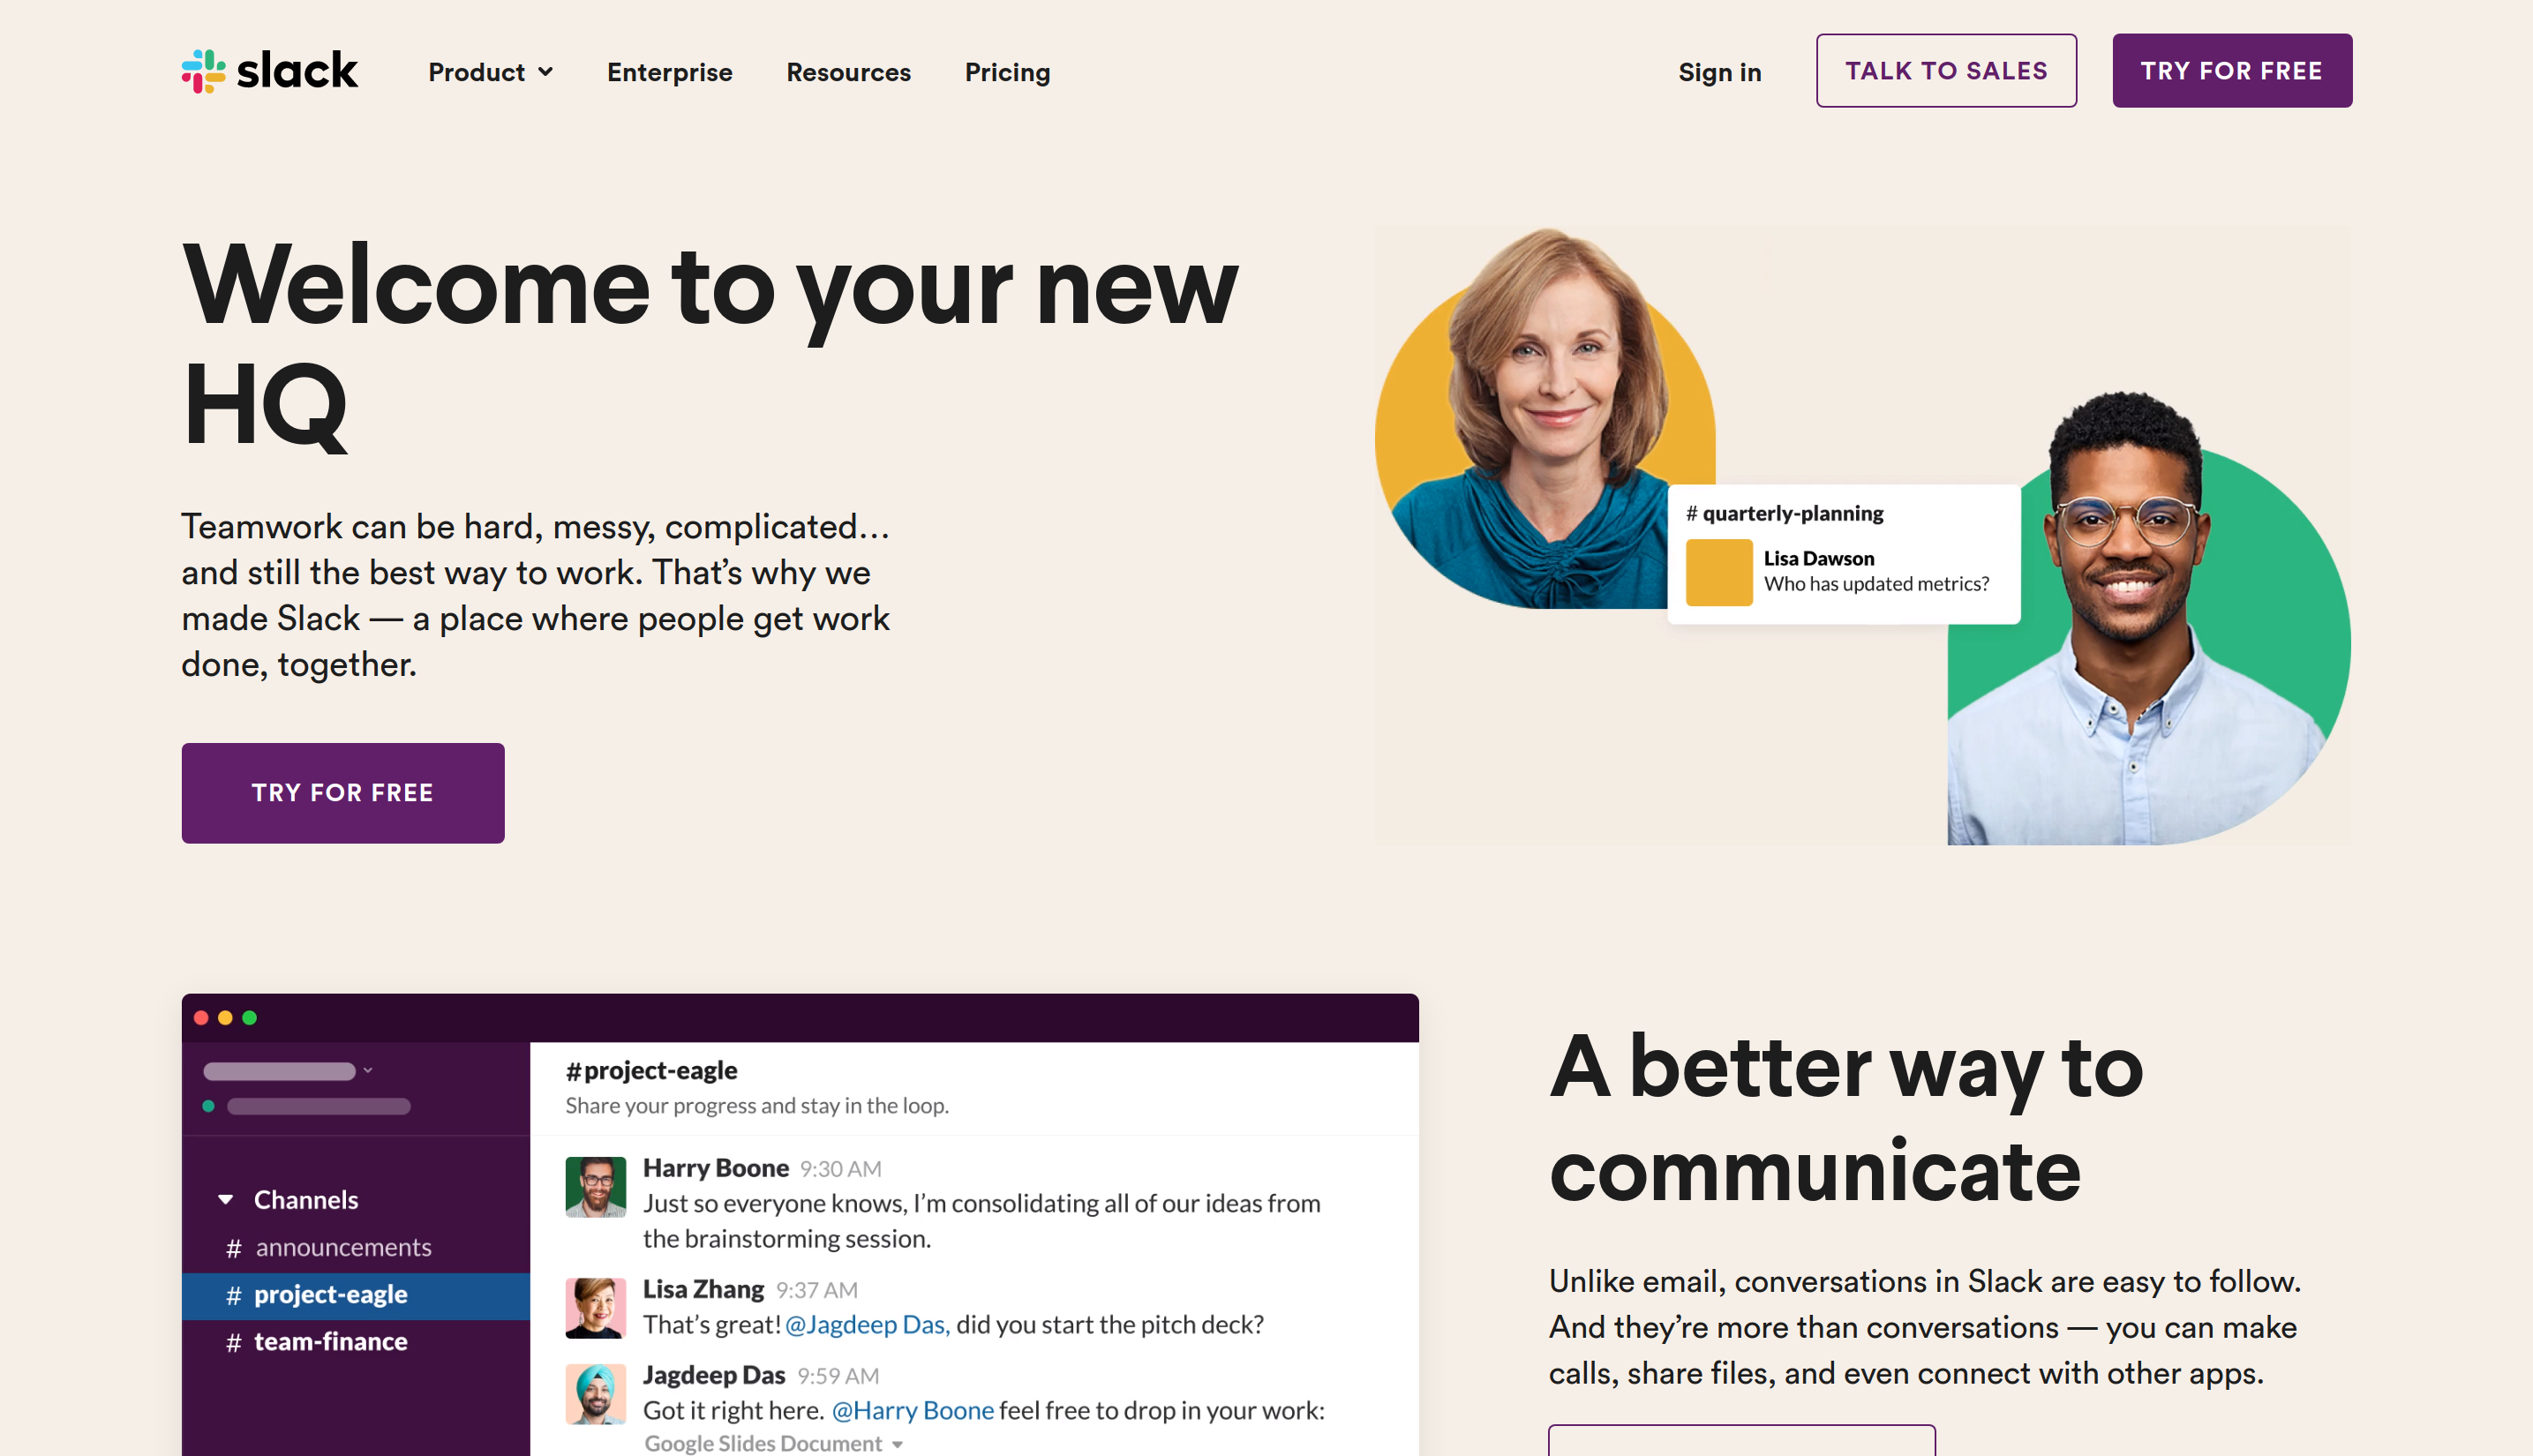 slack
Product
Enterprise
Resources
Pricing
Sign in
TALK TO SALES
TRY FOR FREE
Welcome to your new
HQ
Teamwork can be hard, messy, complicated…
and still the best way to work. That’s why we
made Slack — a place where people get work
done, together.
TRY FOR FREE
# quarterly-planning
Lisa Dawson
Who has updated metrics?
Channels
# announcements
# project-eagle
# team-finance
#project-eagle
Share your progress and stay in the loop.
Harry Boone 9:30 AM
Just so everyone knows, I’m consolidating all of our ideas from
the brainstorming session.
Lisa Zhang 9:37 AM
That’s great! @Jagdeep Das, did you start the pitch deck?
Jagdeep Das 9:59 AM
Got it right here. @Harry Boone feel free to drop in your work:
Google Slides Document
A better way to
communicate
Unlike email, conversations in Slack are easy to follow.
And they’re more than conversations — you can make
calls, share files, and even connect with other apps.